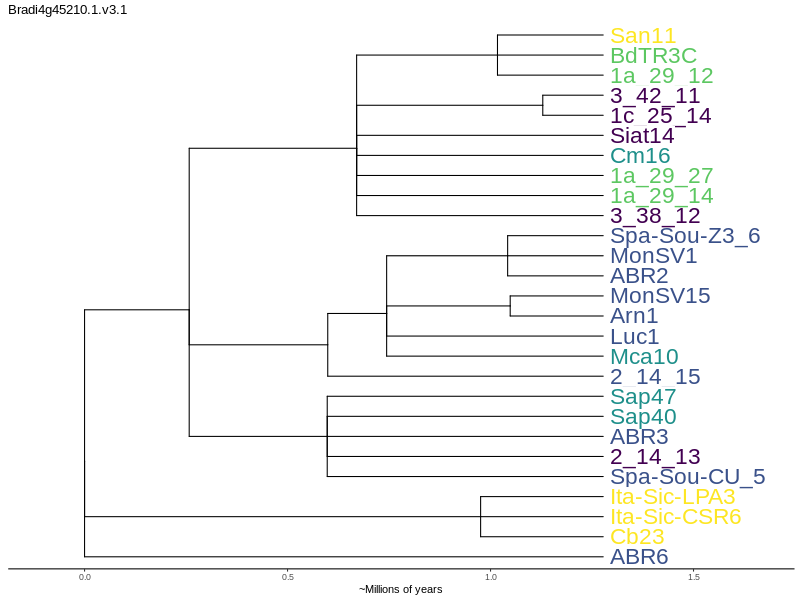 Bradi4g45210.1.v3.1
San11
BdTR3C
1a_29_12
3_42_11
1c_25_14
Siat14
Cm16
1a_29_27
1a_29_14
3_38_12
Spa-Sou-Z3_6
MonSV1
ABR2
MonSV15
Arn1
Luc1
Mca10
2_14_15
Sap47
Sap40
ABR3
2_14_13
Spa-Sou-CU_5
Ita-Sic-LPA3
Ita-Sic-CSR6
Cb23
ABR6
0.0 0.5 1.0 1.5
~Millions of years